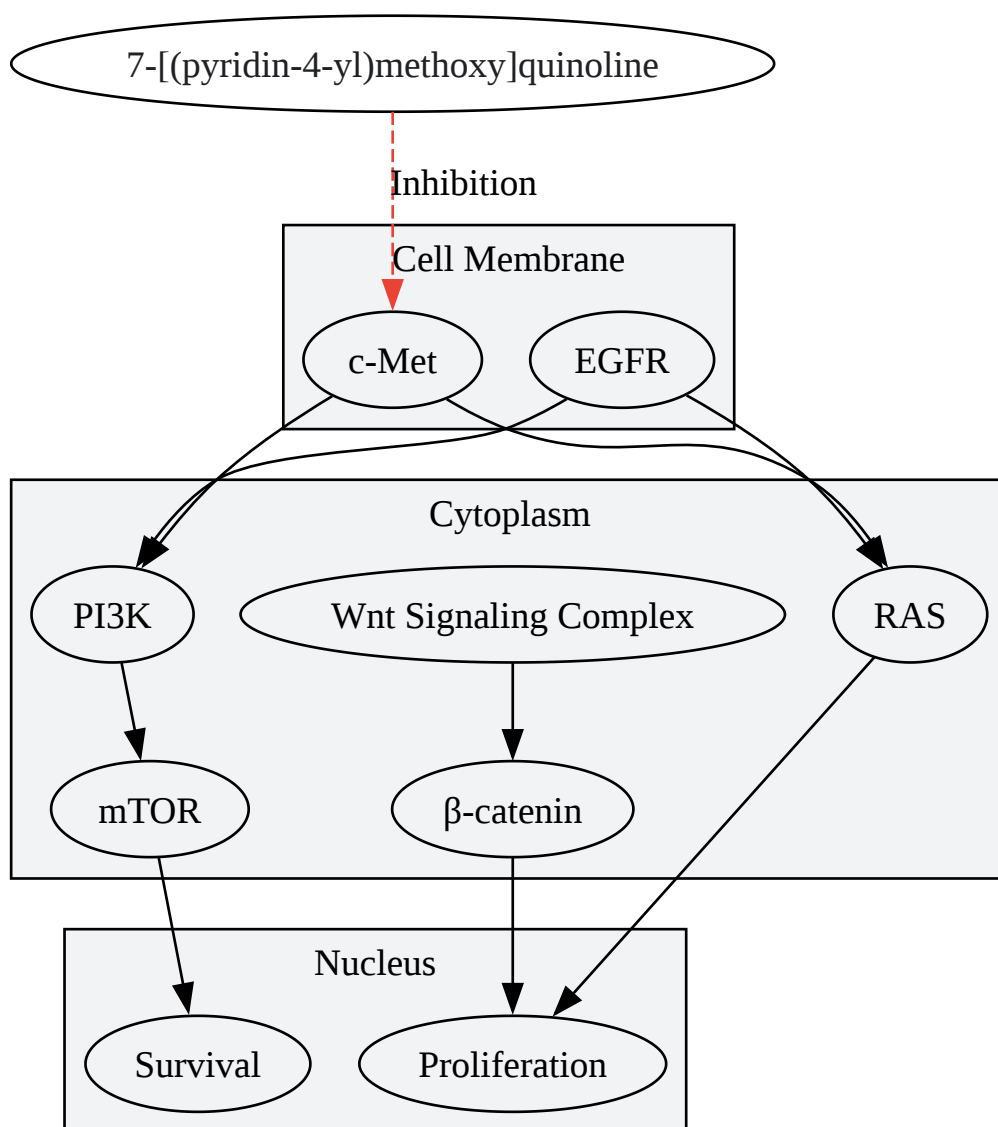 7-[(pyridin-4-yl)methoxy]quinoline
Inhibition
Cell Membrane
c-Met
EGFR
Cytoplasm
PI3K
Wnt Signaling Complex
RAS
mTOR
β-catenin
Nucleus
Survival
Proliferation